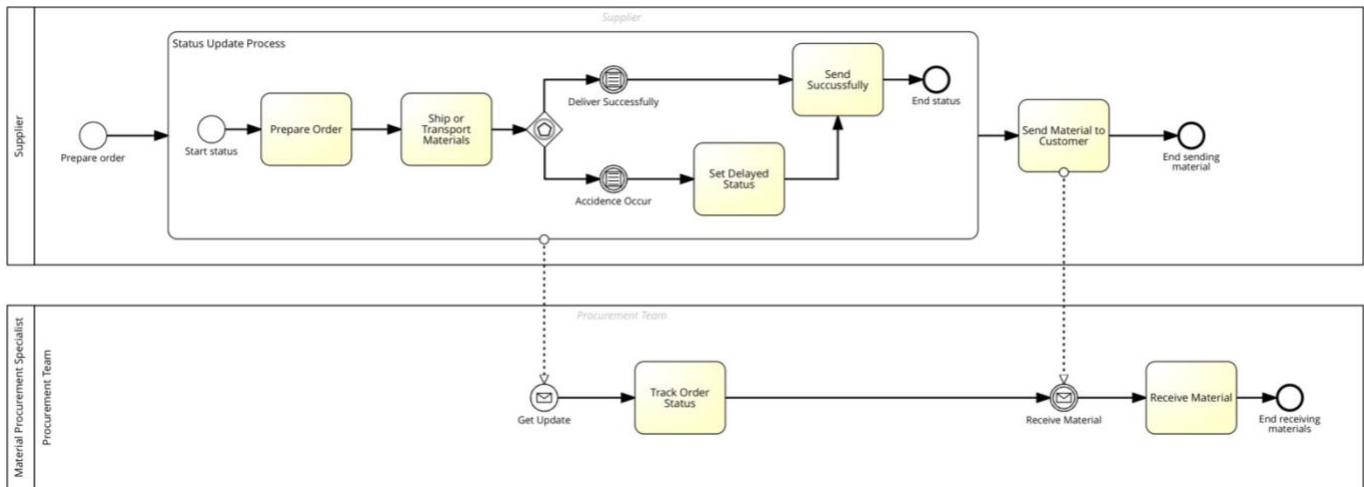 Supplier
Supplier
Status Update Process
Prepare order
Start status
Prepare Order
Ship or
Transport
Materials
Deliver Successfully
Accidence Occur
Set Delayed
Status
Send
Succussfully
End status
Send Material to
Customer
End sending
material
Material Procurement Specialist
Procurement Team
Procurement Team
Get Update
Track Order
Status
Receive Material
Receive Material
End receiving
materials